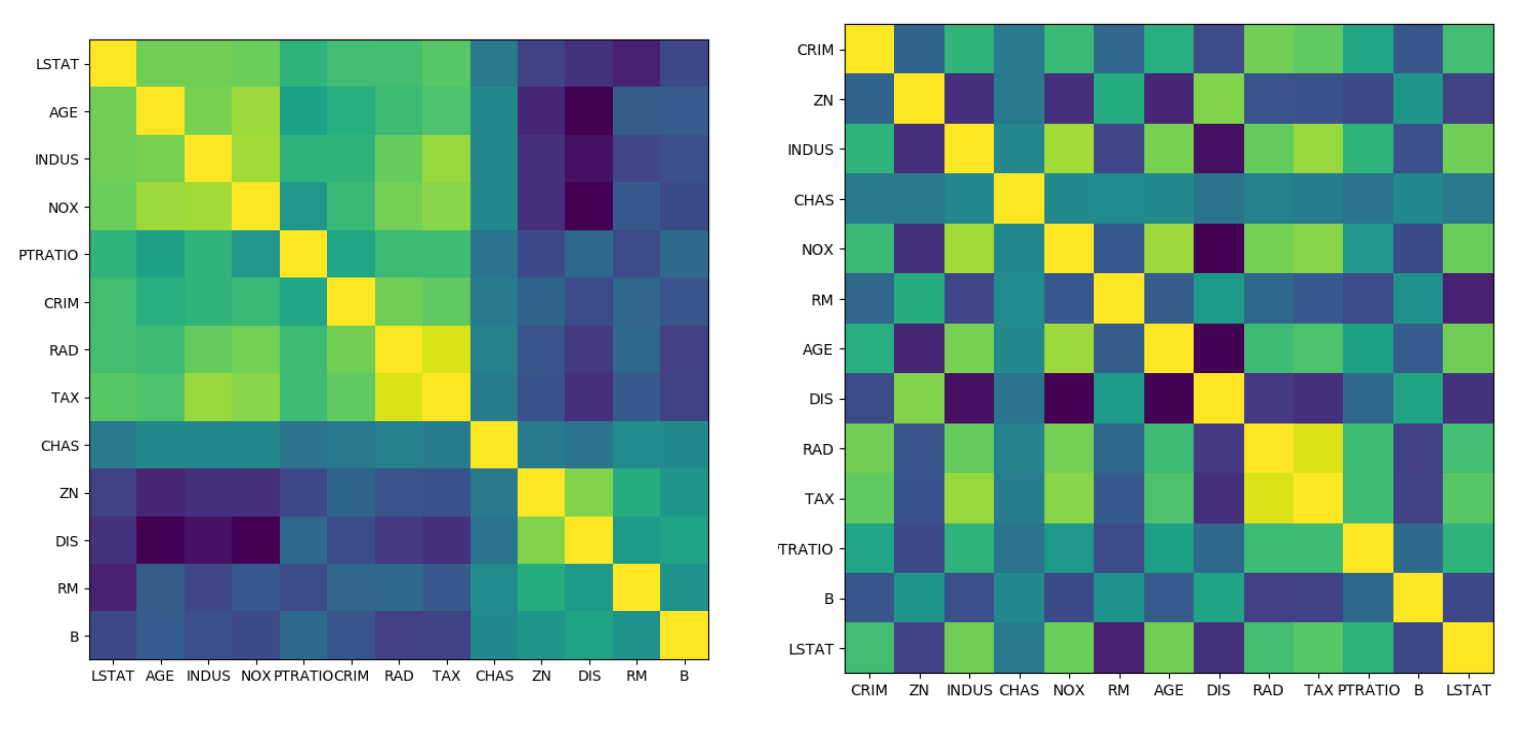 LSTAT
AGE
INDUS
NOX
PTRATIO
CRIM
RAD
TAX
CHAS
ZN
DIS
RM
B
LSTAT AGE INDUS NOX PTRATIO CRIM RAD TAX CHAS ZN DIS RM B
CRIM
ZN
INDUS
CHAS
NOX
RM
AGE
DIS
RAD
TAX
TRATIO
B
LSTAT
CRIM ZN INDUS CHAS NOX RM AGE DIS RAD TAX PTRATIO B LSTAT